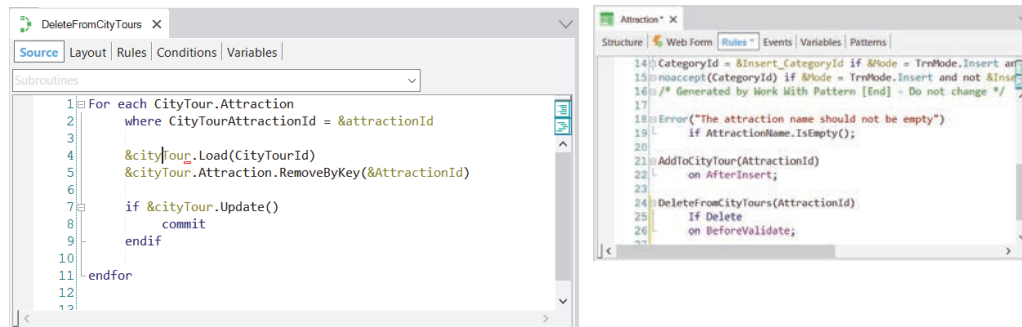 DeleteFromCityTours
Source Layout Rules Conditions Variables
Subroutines
1 For each CityTour.Attraction
2 where CityTourAttractionId = &attractionId
3
4 &cityTour.Load(CityTourId)
5 &cityTour.Attraction.RemoveByKey(&AttractionId)
6
7 if &cityTour.Update()
8 commit
9 endif
10
11 endfor
12
13
Attraction*
Structure Web Form Rules * Events Variables Patterns
14 CategoryId = &Insert_CategoryId if &Mode = TrnMode.Insert an
15 noaccept(CategoryId) if &Mode = TrnMode.Insert and not &Inse
16 /* Generated by Work With Pattern [End] - Do not change */
17
18 Error("The attraction name should not be empty")
19 if AttractionName.IsEmpty();
20
21 AddToCityTour(AttractionId)
22 on AfterInsert;
23
24 DeleteFromCityTours(AttractionId)
25 If Delete
26 on BeforeValidate;
27